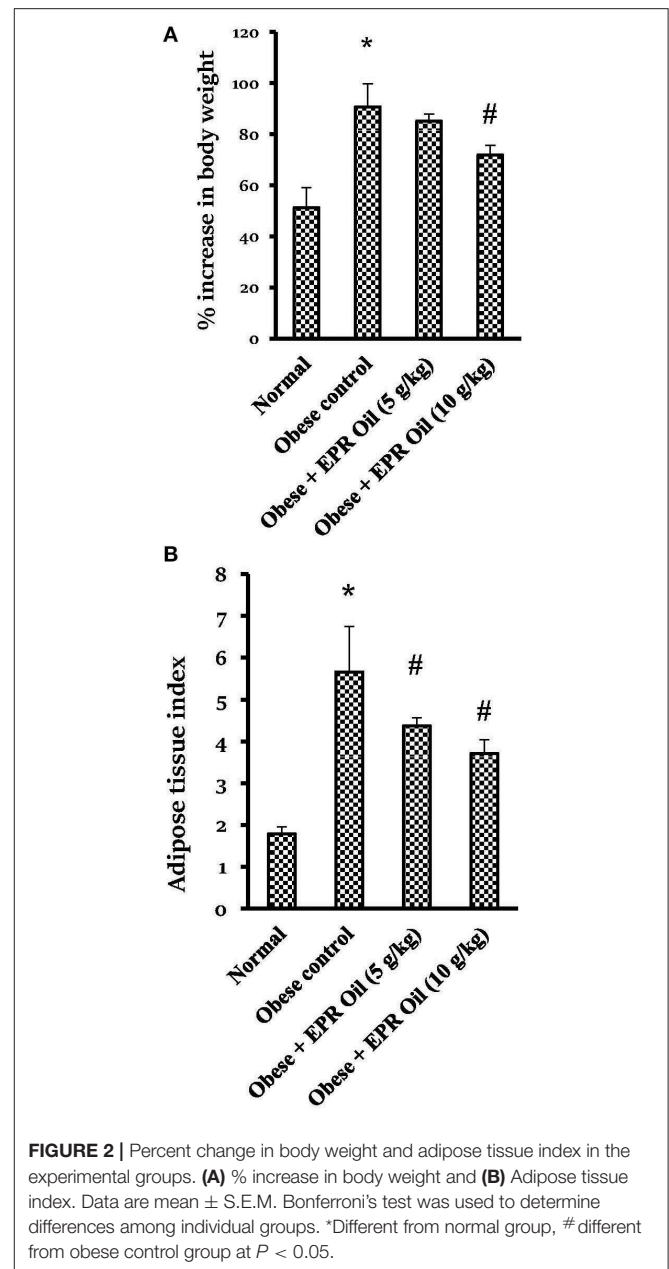 A
120
*
100
#
80
60
40
20
0
% increase in body weight
Normal
Obese control
Obese + EPR Oil (5 g/kg)
Obese + EPR Oil (10 g/kg)
B
8
7
*
6
#
5
#
4
3
2
1
0
Adipose tissue index
Normal
Obese control
Obese + EPR Oil (5 g/kg)
Obese + EPR Oil (10 g/kg)
FIGURE 2 | Percent change in body weight and adipose tissue index in the
experimental groups. (A) % increase in body weight and (B) Adipose tissue
index. Data are mean ± S.E.M. Bonferroni's test was used to determine
differences among individual groups. *Different from normal group, #different
from obese control group at P < 0.05.